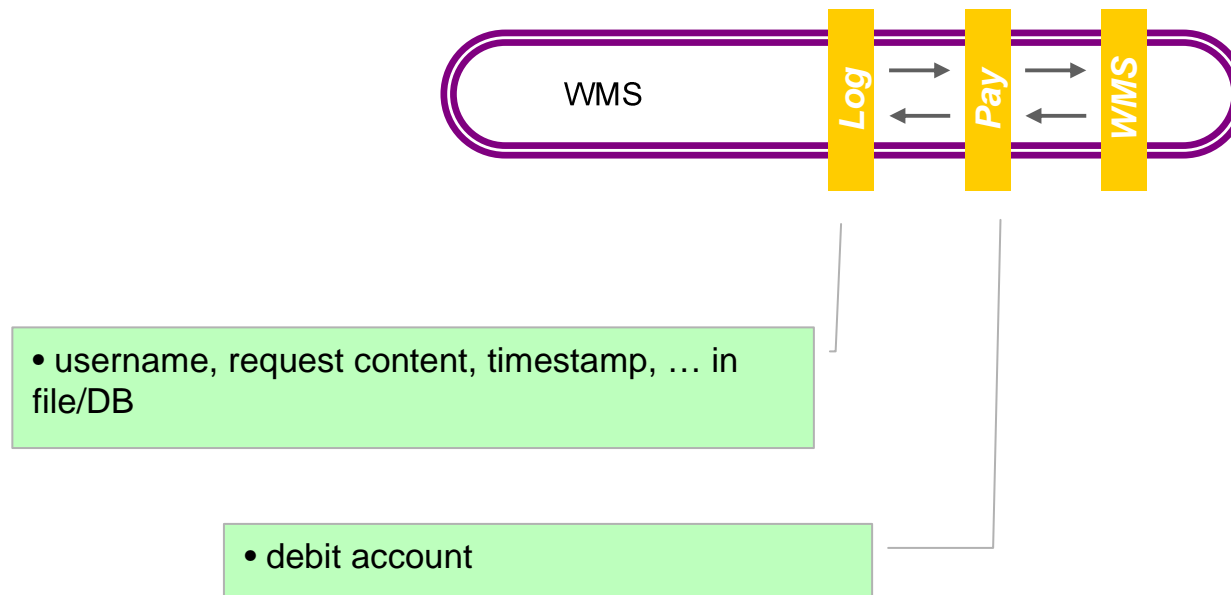 WMS
Log
Pay
WMS
• username, request content, timestamp, … in
file/DB
• debit account